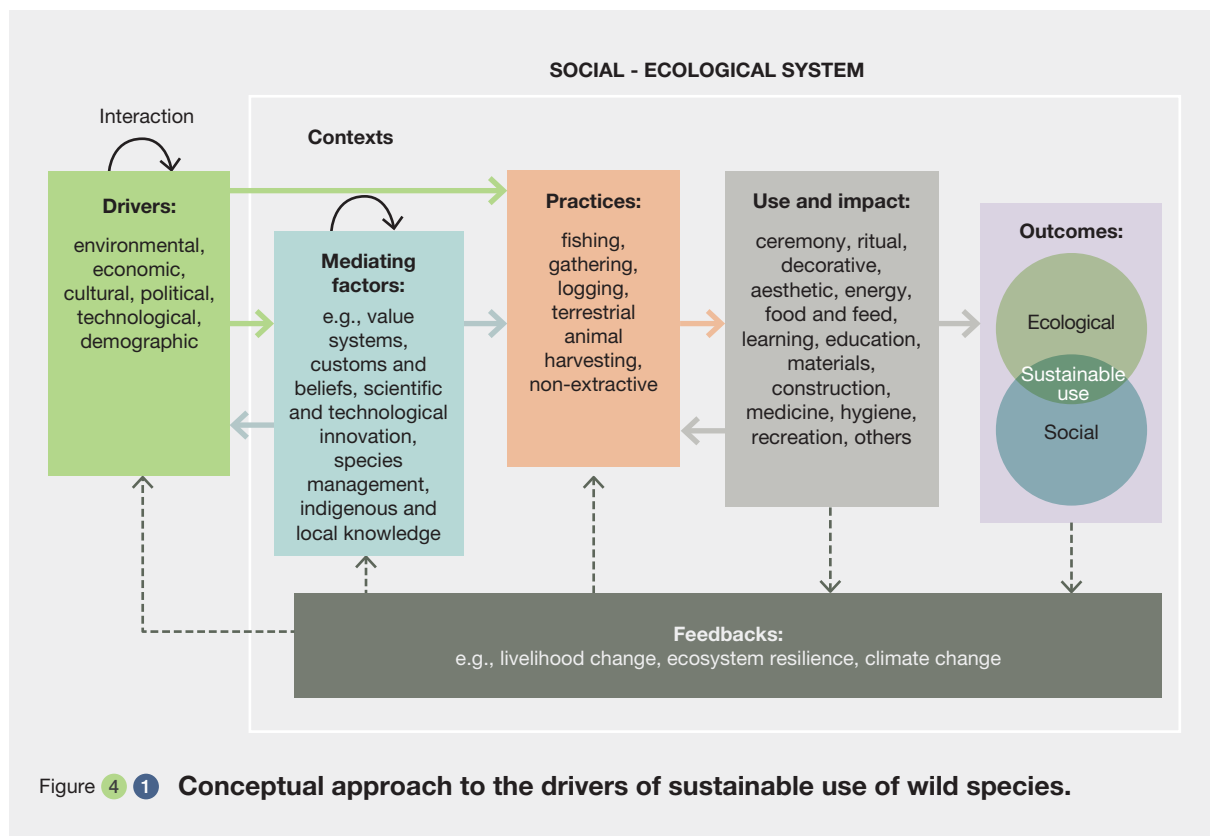 SOCIAL - ECOLOGICAL SYSTEM
Interaction
Contexts
Drivers:
environmental,
economic,
cultural, political,
technological,
demographic
Mediating
factors:
e.g., value
systems,
customs and
beliefs, scientific
and technological
innovation,
species
management,
indigenous and
local knowledge
Practices:
fishing,
gathering,
logging,
terrestrial
animal
harvesting,
non-extractive
Use and impact:
ceremony, ritual,
decorative,
aesthetic, energy,
food and feed,
learning, education,
materials,
construction,
medicine, hygiene,
recreation, others
Outcomes:
Ecological
Sustainable
use
Social
Feedbacks:
e.g., livelihood change, ecosystem resilience, climate change
Figure 4 1 Conceptual approach to the drivers of sustainable use of wild species.